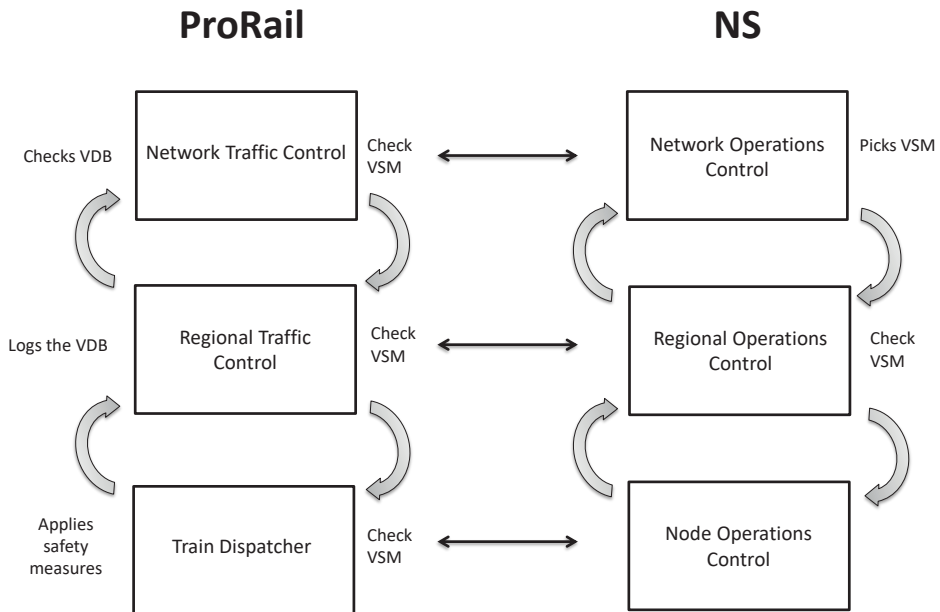 ProRail
NS
Checks VDB
Network Traffic Control
Check
VSM
Network Operations
Control
Picks VSM
Logs the VDB
Regional Traffic
Control
Check
VSM
Regional Operations
Control
Check
VSM
Applies
safety
measures
Train Dispatcher
Check
VSM
Node Operations
Control